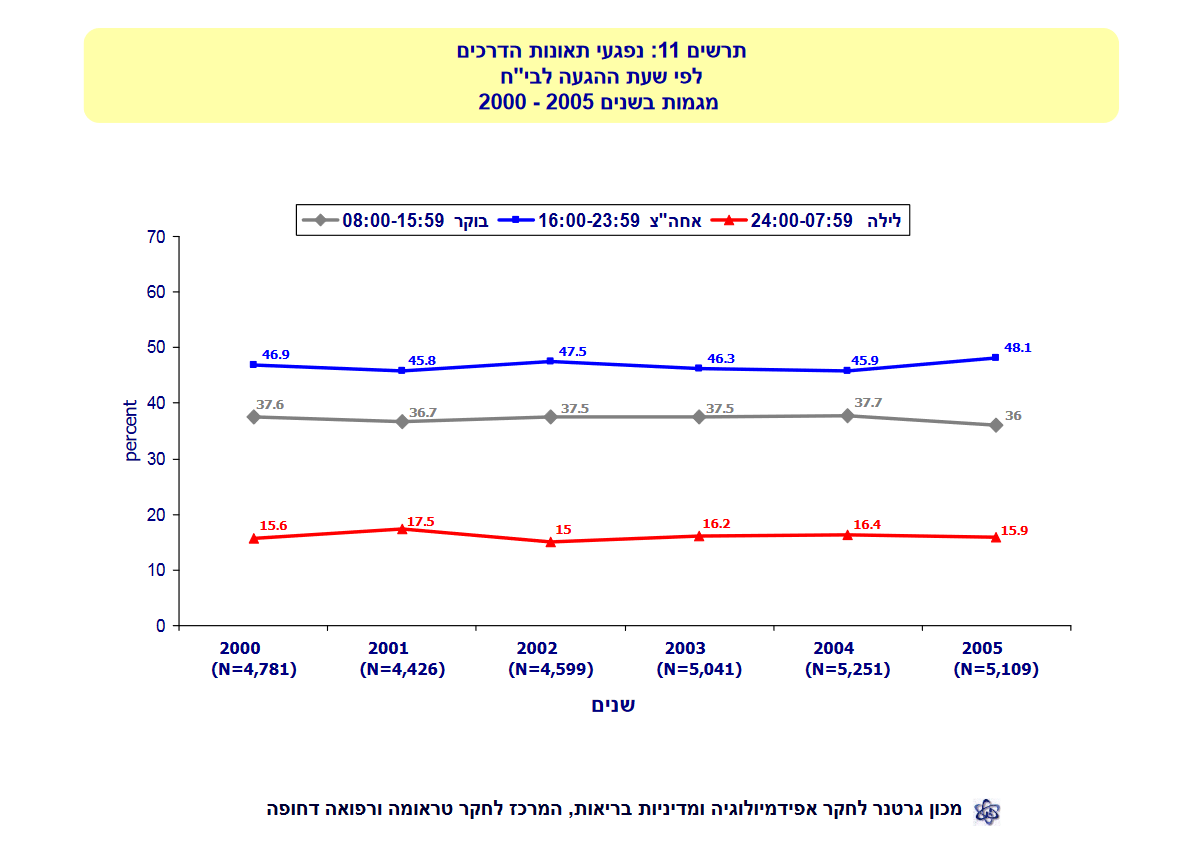 תרשים 11: נפגעי תאונות הדרכים
לפי שעת ההגעה לבי"ח
מגמות בשנים 2005 - 2000
בוקר 08:00-15:59 אחה"צ 16:00-23:59 לילה 24:00-07:59
70
60
50
40
30
20
10
0
percent
46.9 45.8 47.5 46.3 45.9 48.1
37.6 36.7 37.5 37.5 37.7 36
15.6 17.5 15 16.2 16.4 15.9
2000 2001 2002 2003 2004 2005
(N=4,781) (N=4,426) (N=4,599) (N=5,041) (N=5,251) (N=5,109)
שנים
מכון גרטנר לחקר אפידמיולוגיה ומדיניות בריאות, המרכז לחקר טראומה ורפואה דחופה